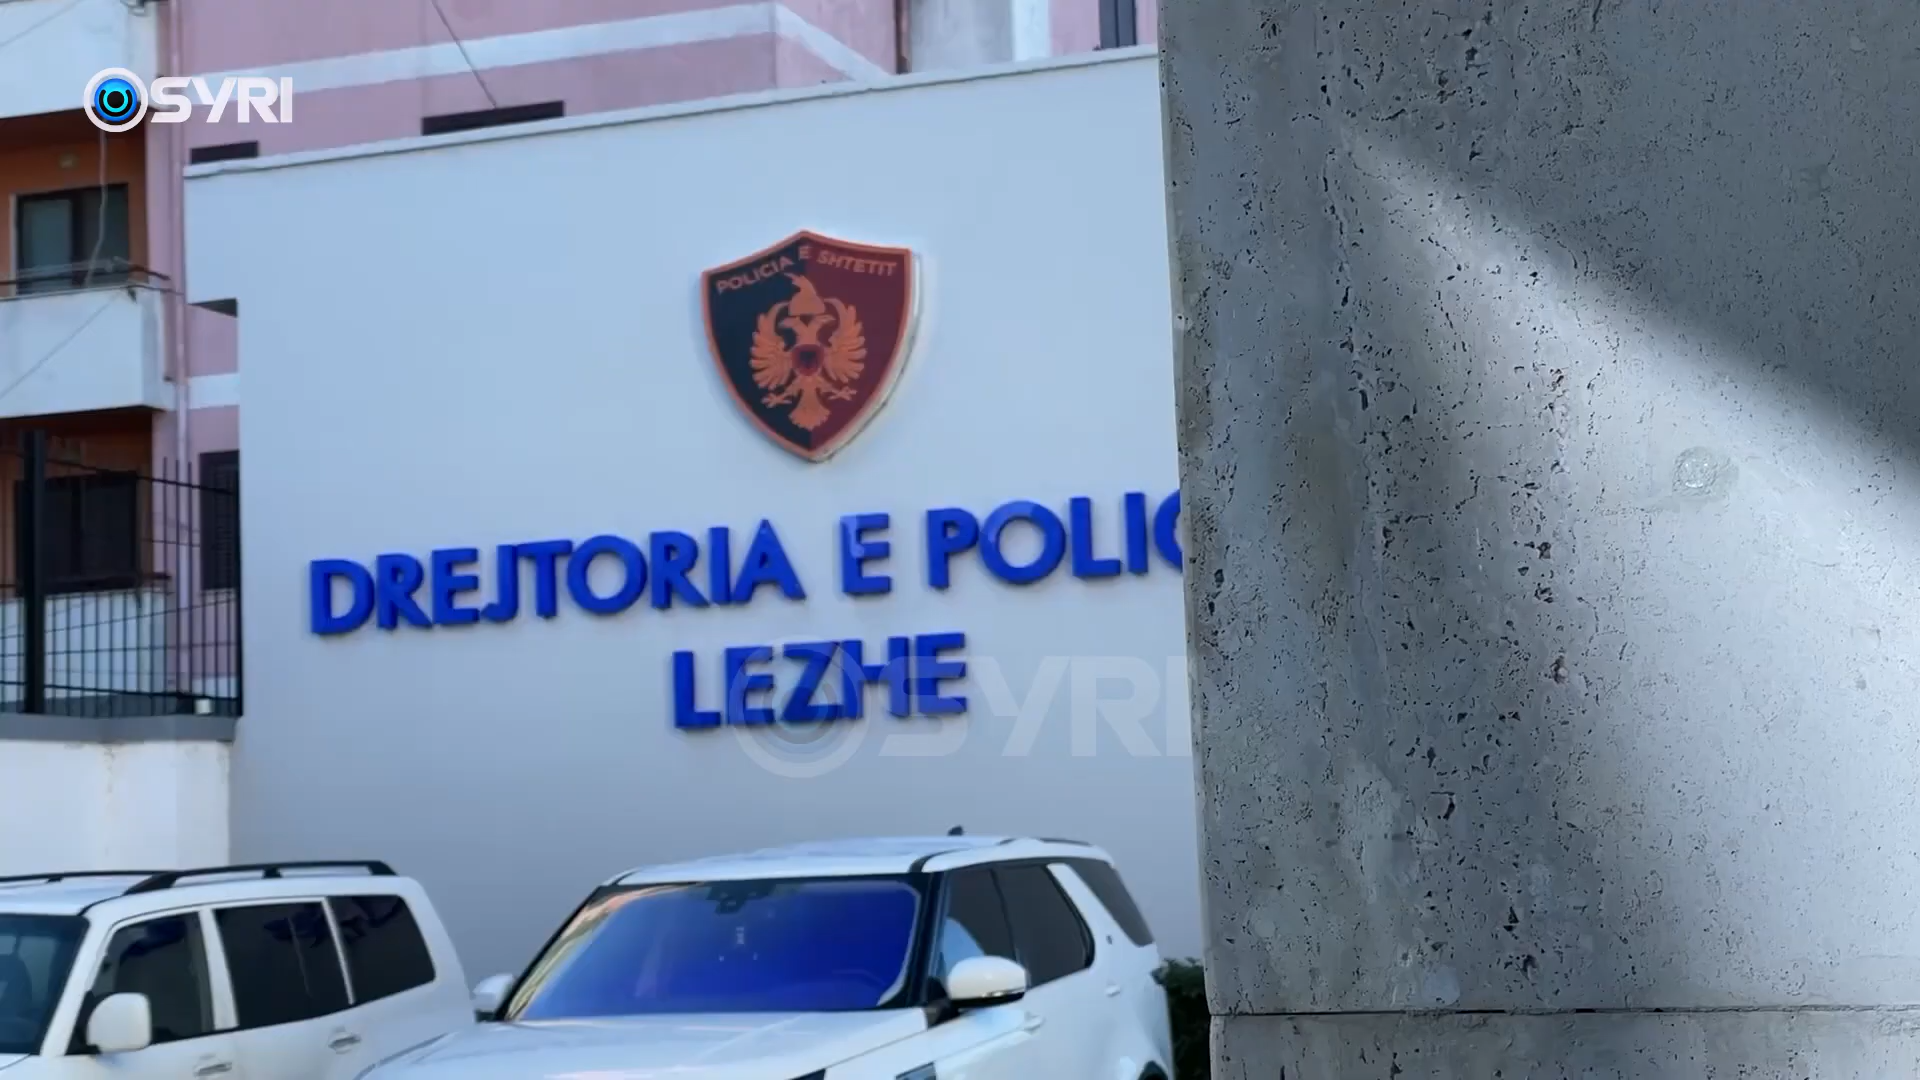 SYRI
POLICIA E SHTETIT
DREJTORIA E POLIC
LEZHE
SYRI